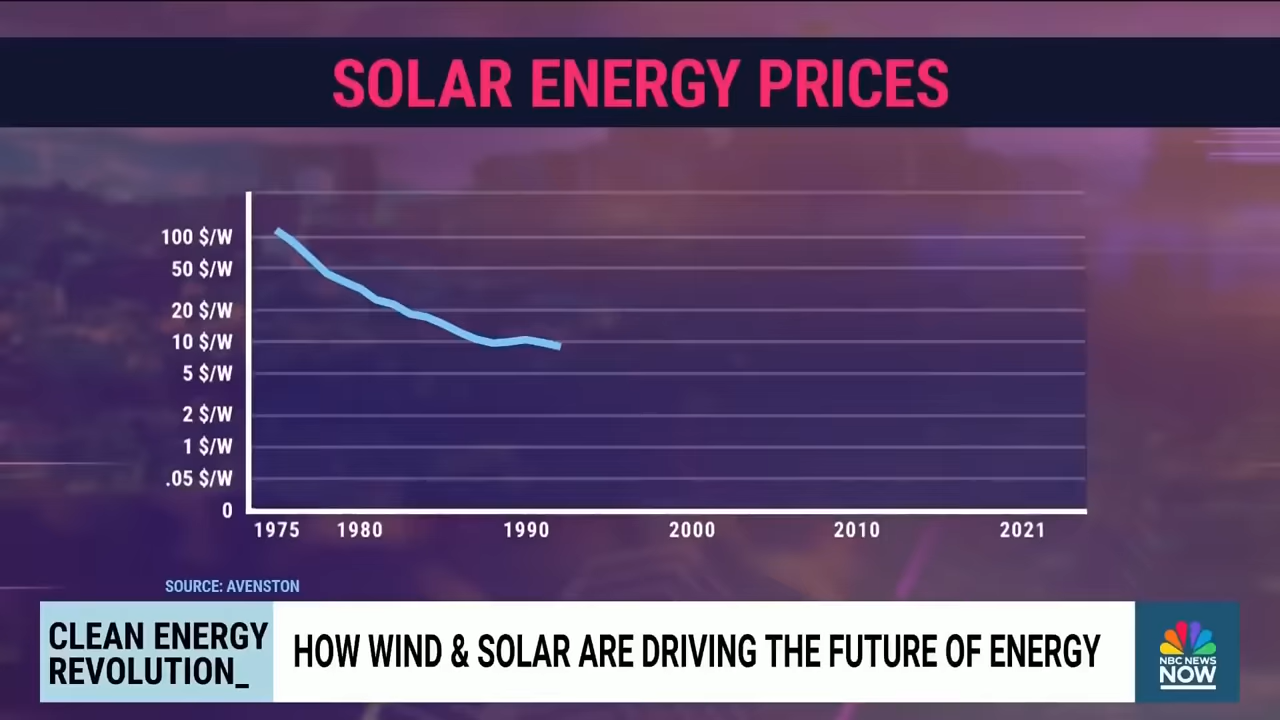 SOLAR ENERGY PRICES
100 $/W
50 $/W
20 $/W
10 $/W
5 $/W
2 $/W
1 $/W
.05 $/W
0
1975 1980 1990 2000 2010 2021
SOURCE: AVENSTON
CLEAN ENERGY
REVOLUTION_
HOW WIND & SOLAR ARE DRIVING THE FUTURE OF ENERGY
NBC NEWS
NOW